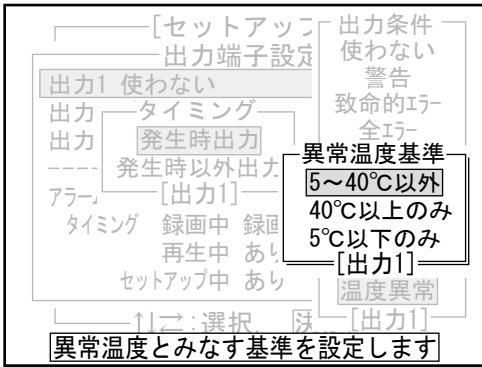 [セットアップ
出力端子設定
出力1 使わない
出力
出力
----
アラーム
タイミング 録画中 録画
再生中 あり
セットアップ中 あり
↑↓⇄:選択、 決
タイミング
発生時出力
発生時以外出力
[出力1]
出力条件
使わない
警告
致命的エラー
全エラー
温度異常
[出力1]
異常温度基準
5～40℃以外
40℃以上のみ
5℃以下のみ
[出力1]
異常温度とみなす基準を設定します